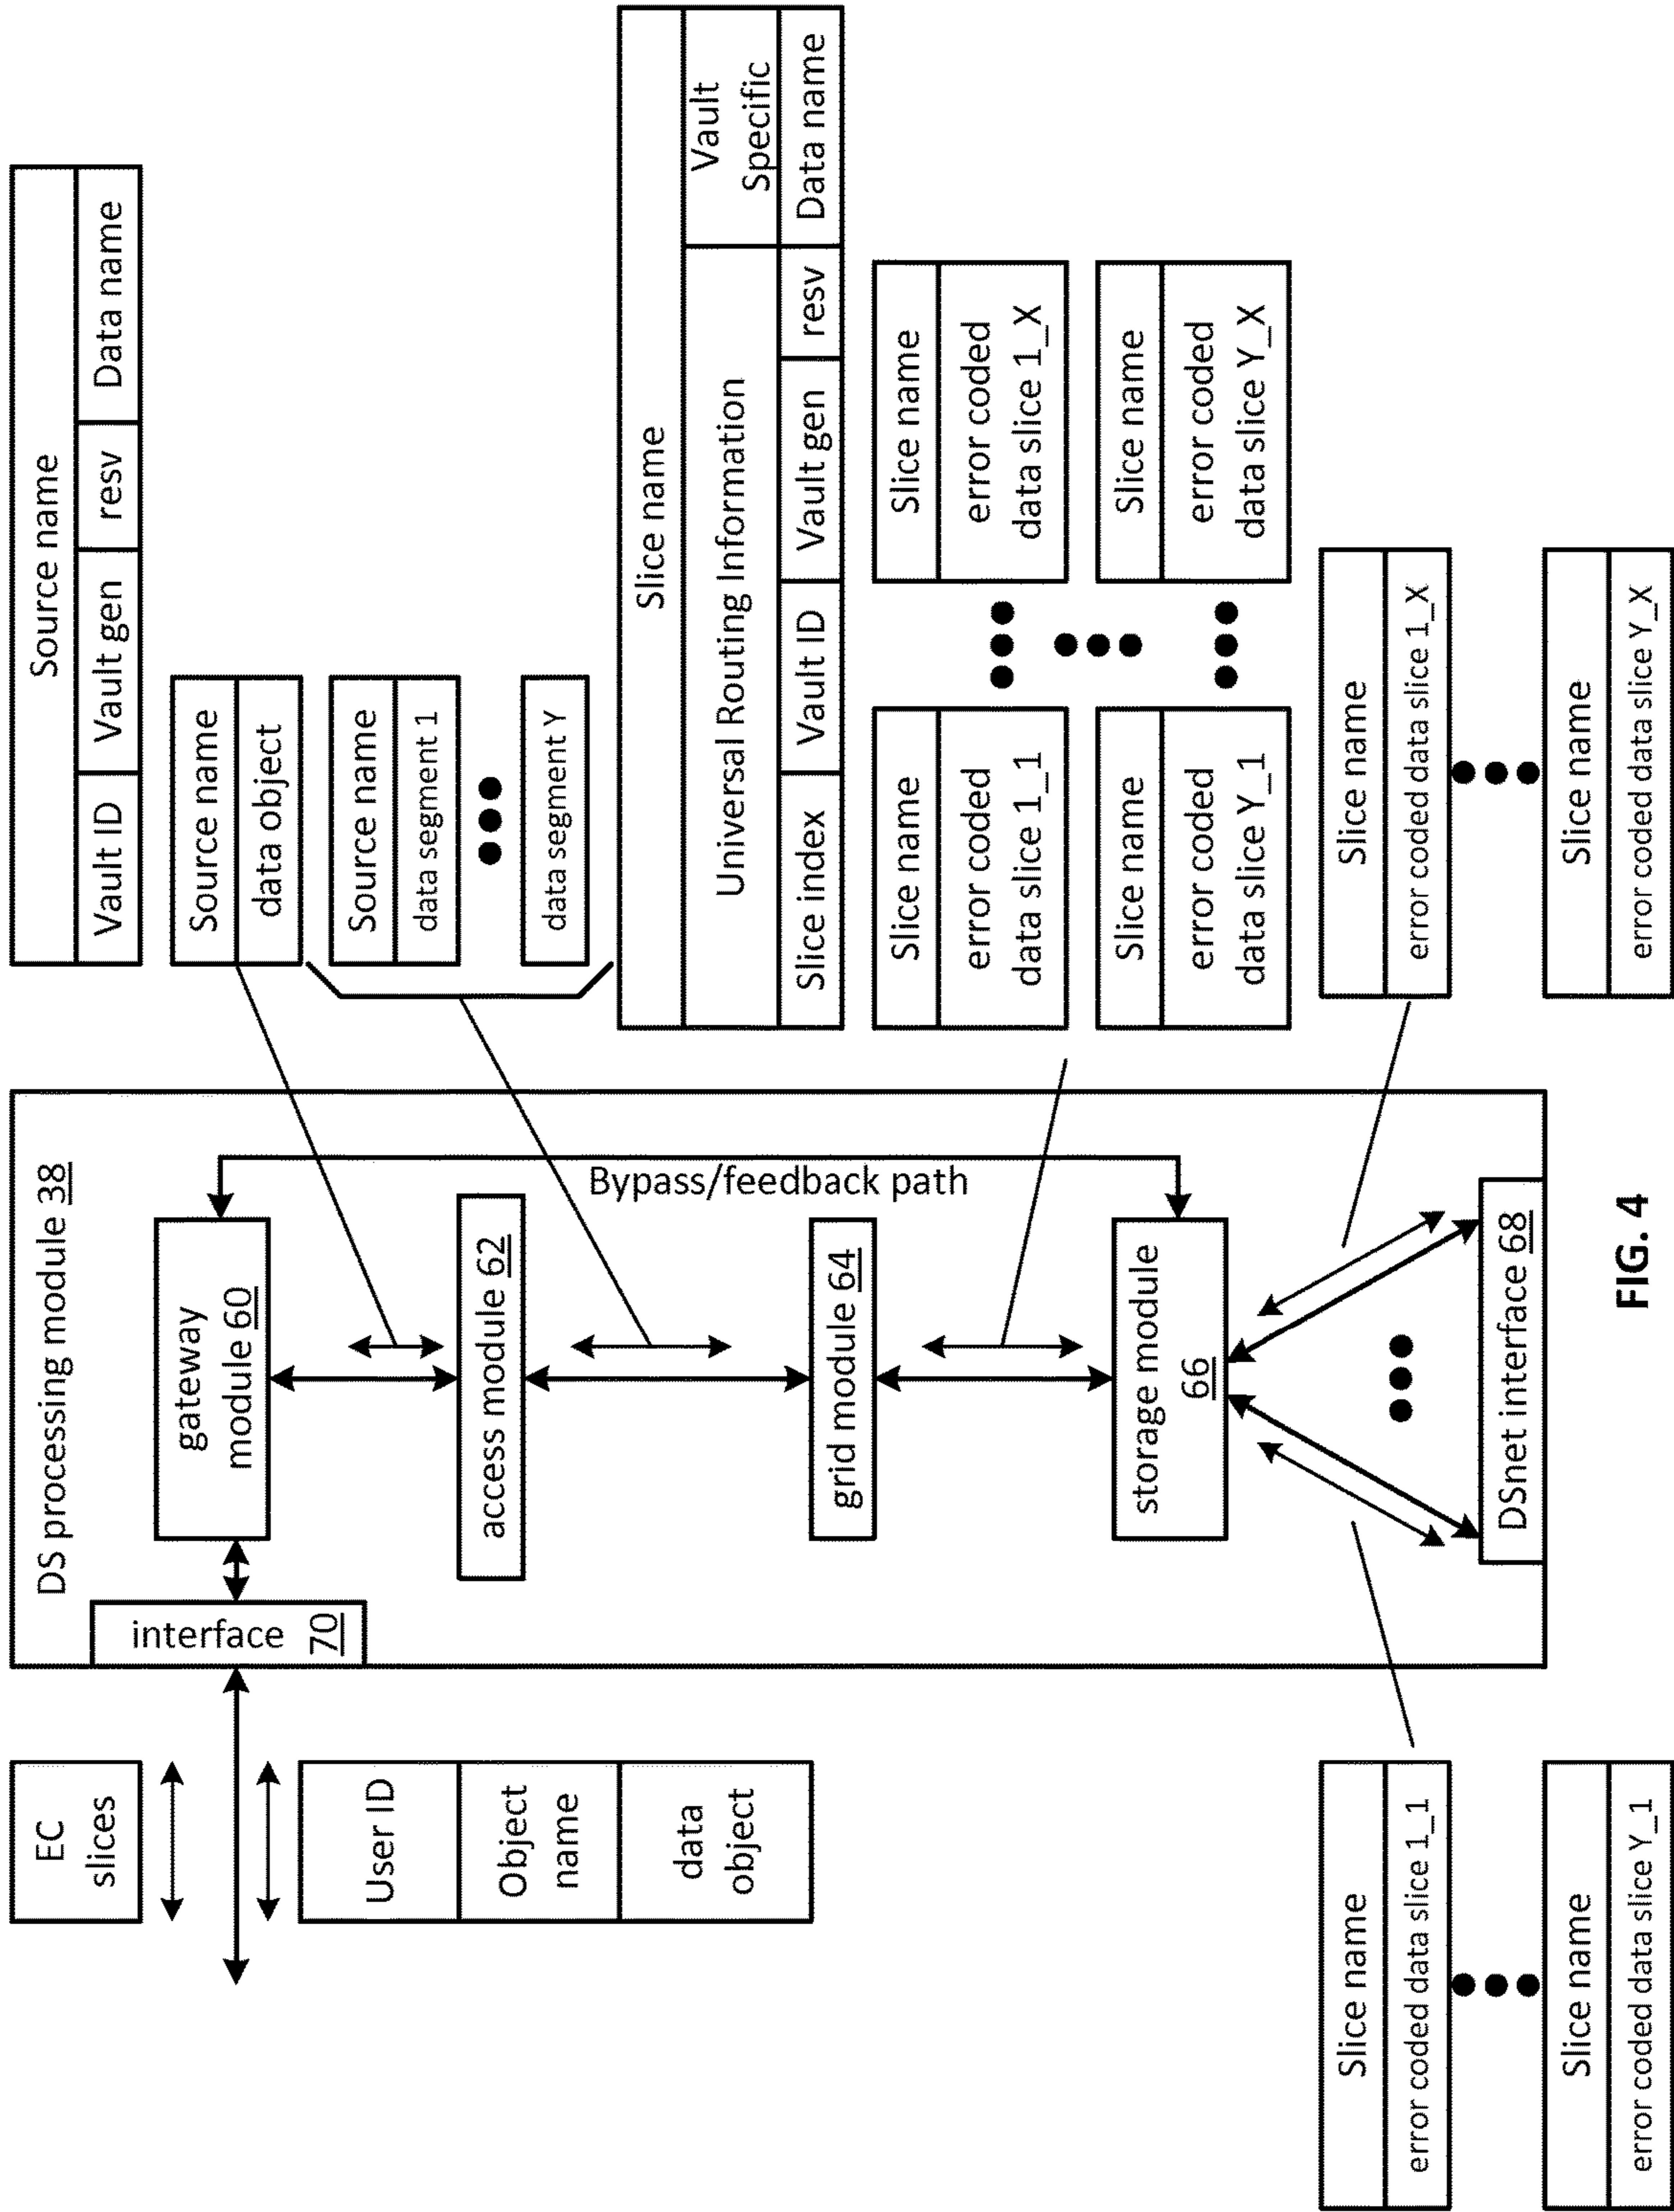 EC
slices
User ID
Object
name
data
object
DS processing module 38
interface 70
gateway
module 60
access module 62
Bypass/feedback path
grid module 64
storage module
66
DSnet interface 68
Source name
Vault ID
Vault gen
resv
Data name
Source name
data object
Source name
data segment 1
data segment Y
Slice name
Universal Routing Information
Vault
Specific
Slice index
Vault ID
Vault gen
resv
Data name
Slice name
error coded
data slice 1_1
Slice name
error coded
data slice 1_X
Slice name
error coded
data slice Y_1
Slice name
error coded
data slice Y_X
Slice name
error coded data slice 1_1
Slice name
error coded data slice Y_1
Slice name
error coded data slice 1_X
Slice name
error coded data slice Y_X
FIG. 4